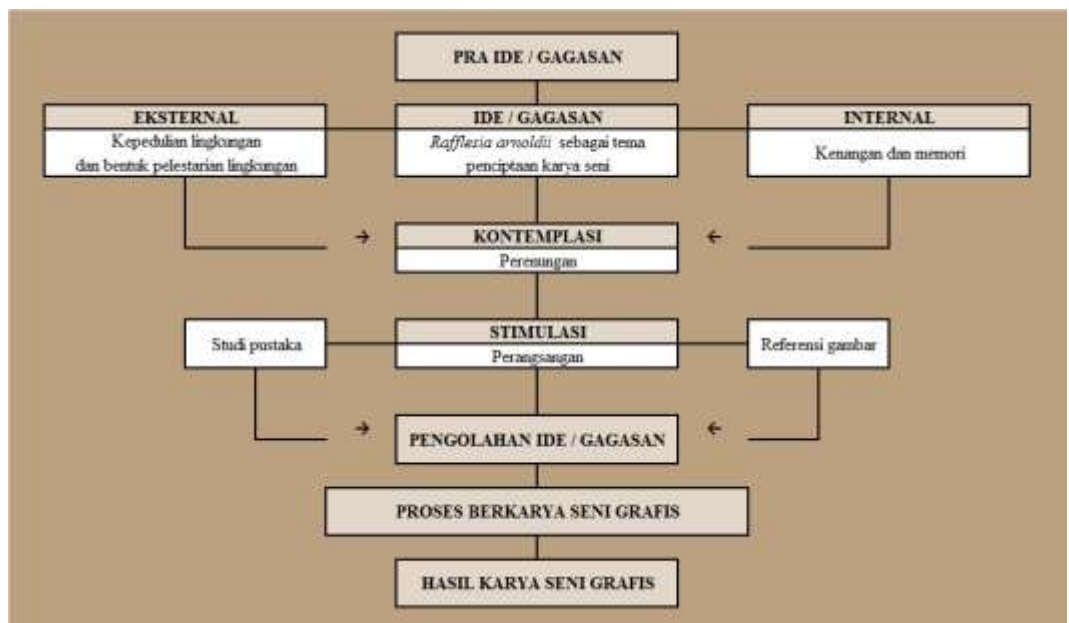 PRA IDE / GAGASAN
EKSTERNAL
Kepedulian lingkungan
dan bentuk pelestarian lingkungan
IDE / GAGASAN
Rafflesia arnoldii sebagai tema
penciptaan karya seni
INTERNAL
Kenangan dan memori
KONTEMPLASI
Perenungan
Studi pustaka
STIMULASI
Perangsangan
Referensi gambar
PENGOLAHAN IDE / GAGASAN
PROSES BERKARYA SENI GRAFIS
HASIL KARYA SENI GRAFIS